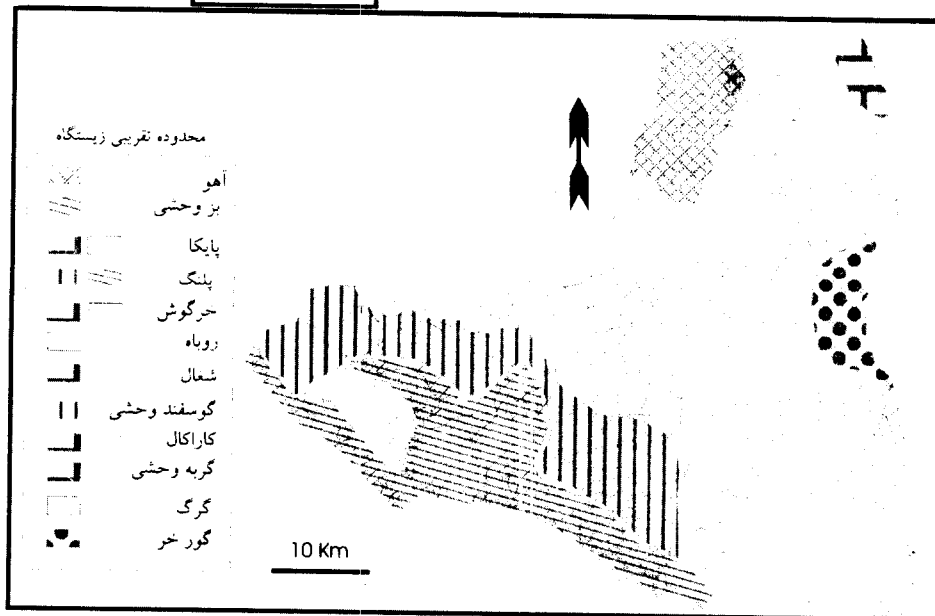 محدوده تقریبی زیستگاه
آهو
بز وحشی
پایکا
پلنگ
خرگوش
روباه
شغال
گوسفند وحشی
کاراکال
گربه وحشی
گرگ
گور خر
10 Km